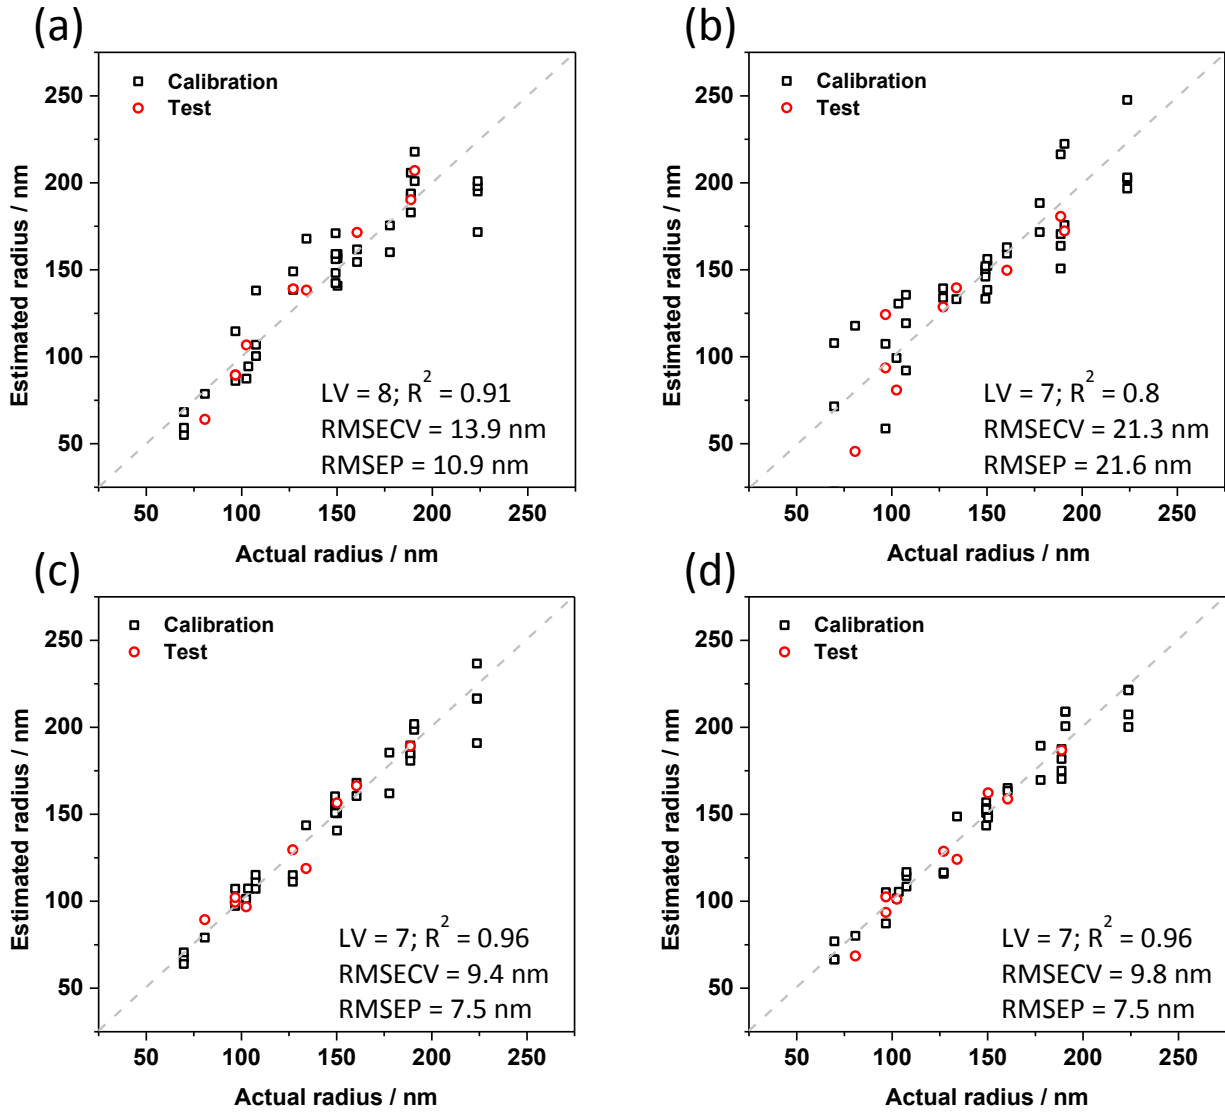 (a)
Calibration
Test
250
200
150
100
50
Estimated radius / nm
LV = 8; R² = 0.91
RMSECV = 13.9 nm
RMSEP = 10.9 nm
50 100 150 200 250
Actual radius / nm
(b)
Calibration
Test
250
200
150
100
50
Estimated radius / nm
LV = 7; R² = 0.8
RMSECV = 21.3 nm
RMSEP = 21.6 nm
50 100 150 200 250
Actual radius / nm
(c)
Calibration
Test
250
200
150
100
50
Estimated radius / nm
LV = 7; R² = 0.96
RMSECV = 9.4 nm
RMSEP = 7.5 nm
50 100 150 200 250
Actual radius / nm
(d)
Calibration
Test
250
200
150
100
50
Estimated radius / nm
LV = 7; R² = 0.96
RMSECV = 9.8 nm
RMSEP = 7.5 nm
50 100 150 200 250
Actual radius / nm